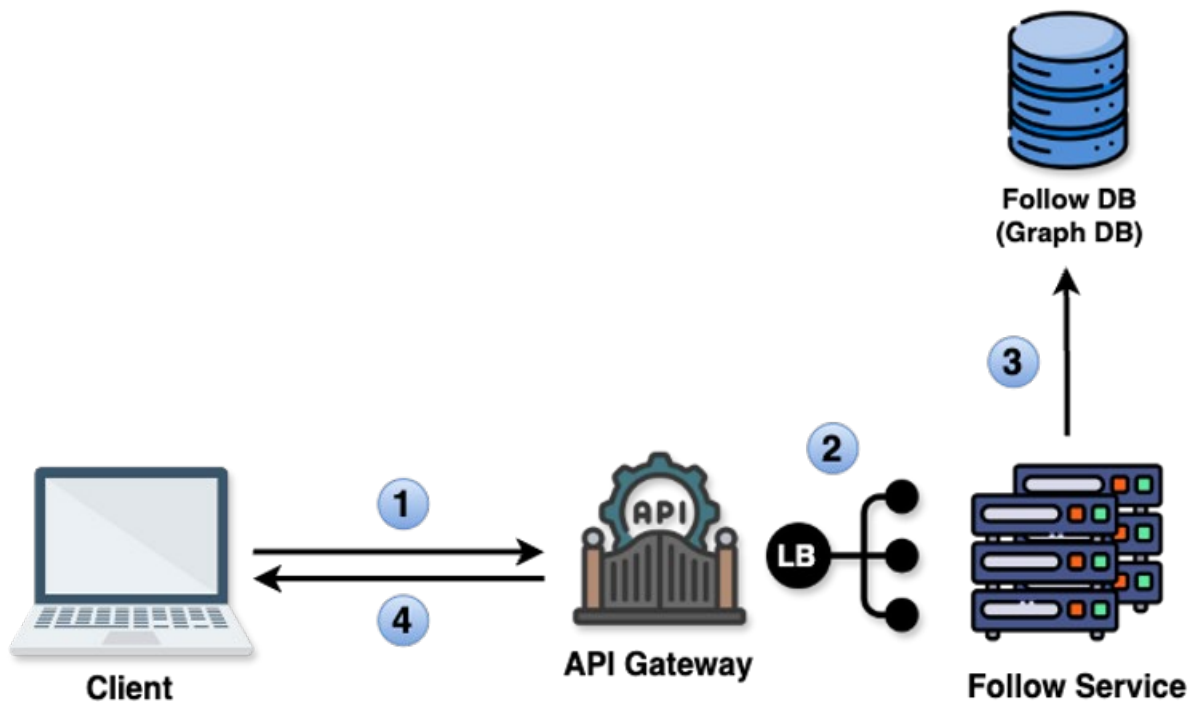 Follow DB
(Graph DB)
3
2
1
API
LB
4
API Gateway
Client
Follow Service